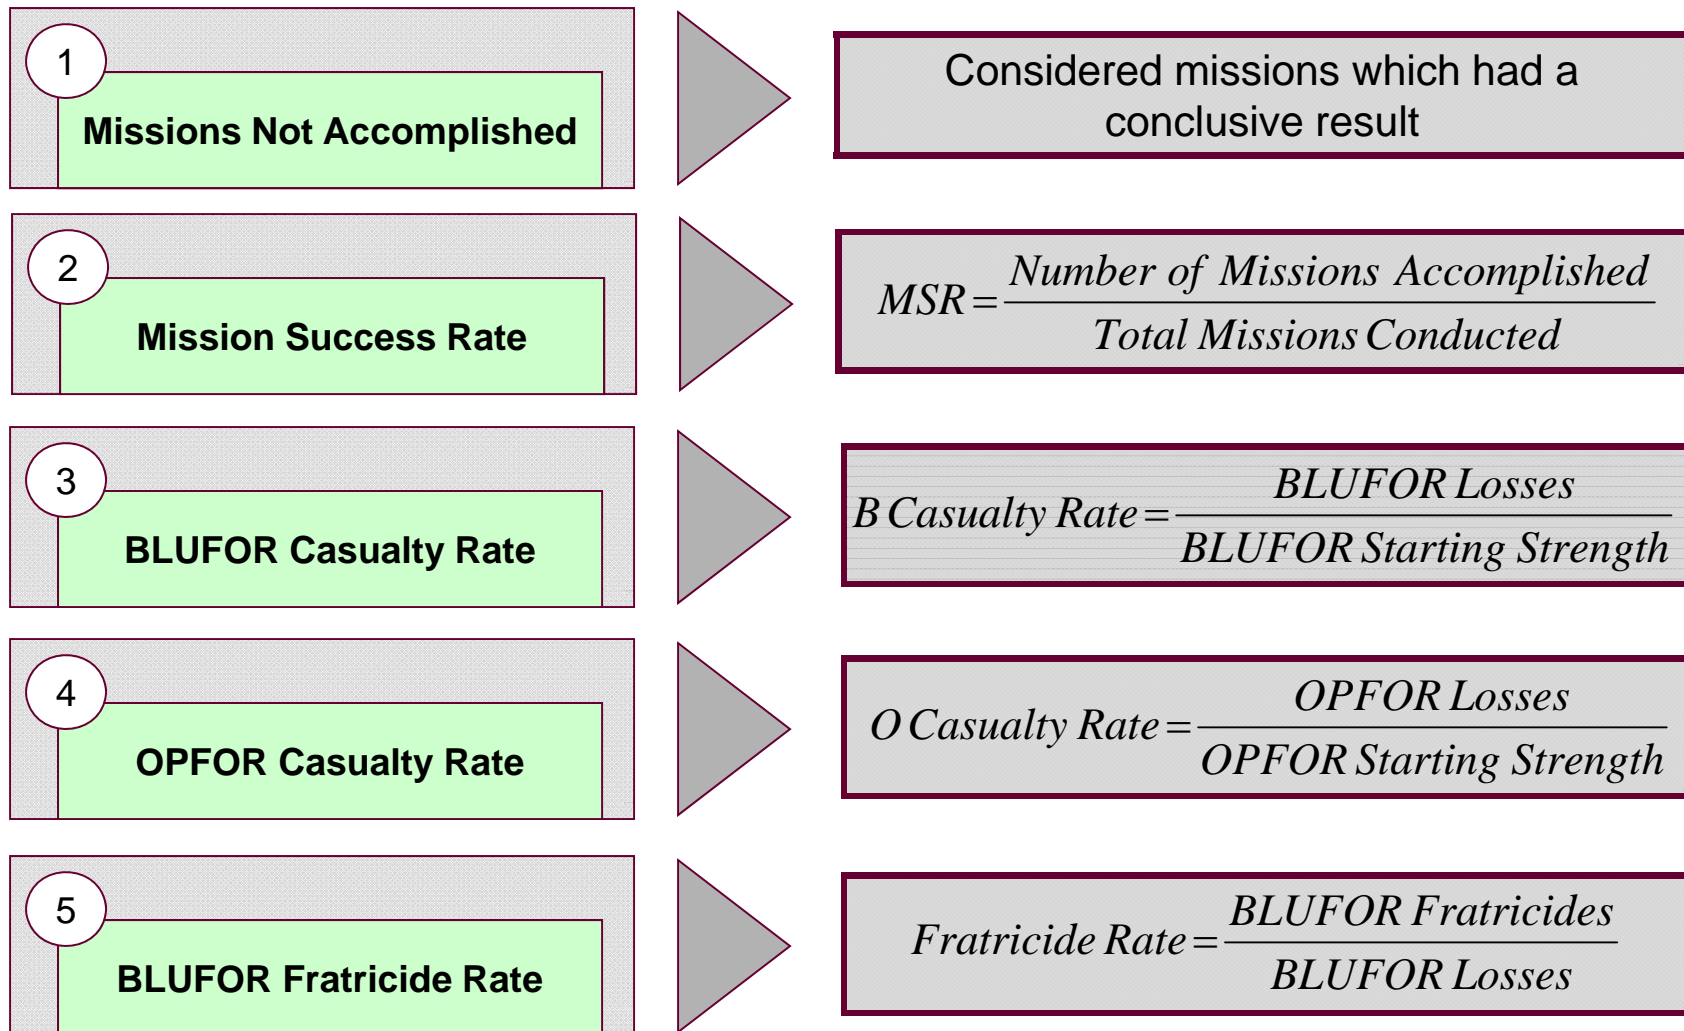 1
Missions Not Accomplished
Considered missions which had a
conclusive result
2
Mission Success Rate
MSR = Number of Missions Accomplished
Total Missions Conducted
3
BLUFOR Casualty Rate
B Casualty Rate = BLUFOR Losses
BLUFOR Starting Strength
4
OPFOR Casualty Rate
O Casualty Rate = OPFOR Losses
OPFOR Starting Strength
5
BLUFOR Fratricide Rate
Fratricide Rate = BLUFOR Fratricides
BLUFOR Losses